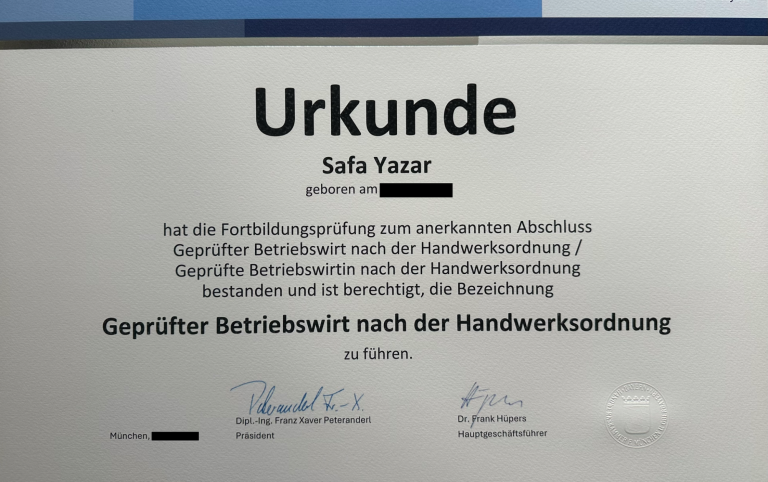 Urkunde
Safa Yazar
geboren am
hat die Fortbildungsprüfung zum anerkannten Abschluss
Geprüfter Betriebswirt nach der Handwerksordnung /
Geprüfte Betriebswirtin nach der Handwerksordnung
bestanden und ist berechtigt, die Bezeichnung
Geprüfter Betriebswirt nach der Handwerksordnung
zu führen.
Peteranderl Fr.-X.
Dipl.-Ing. Franz Xaver Peteranderl
Dr. Frank Hüpers
München,
Präsident
Hauptgeschäftsführer